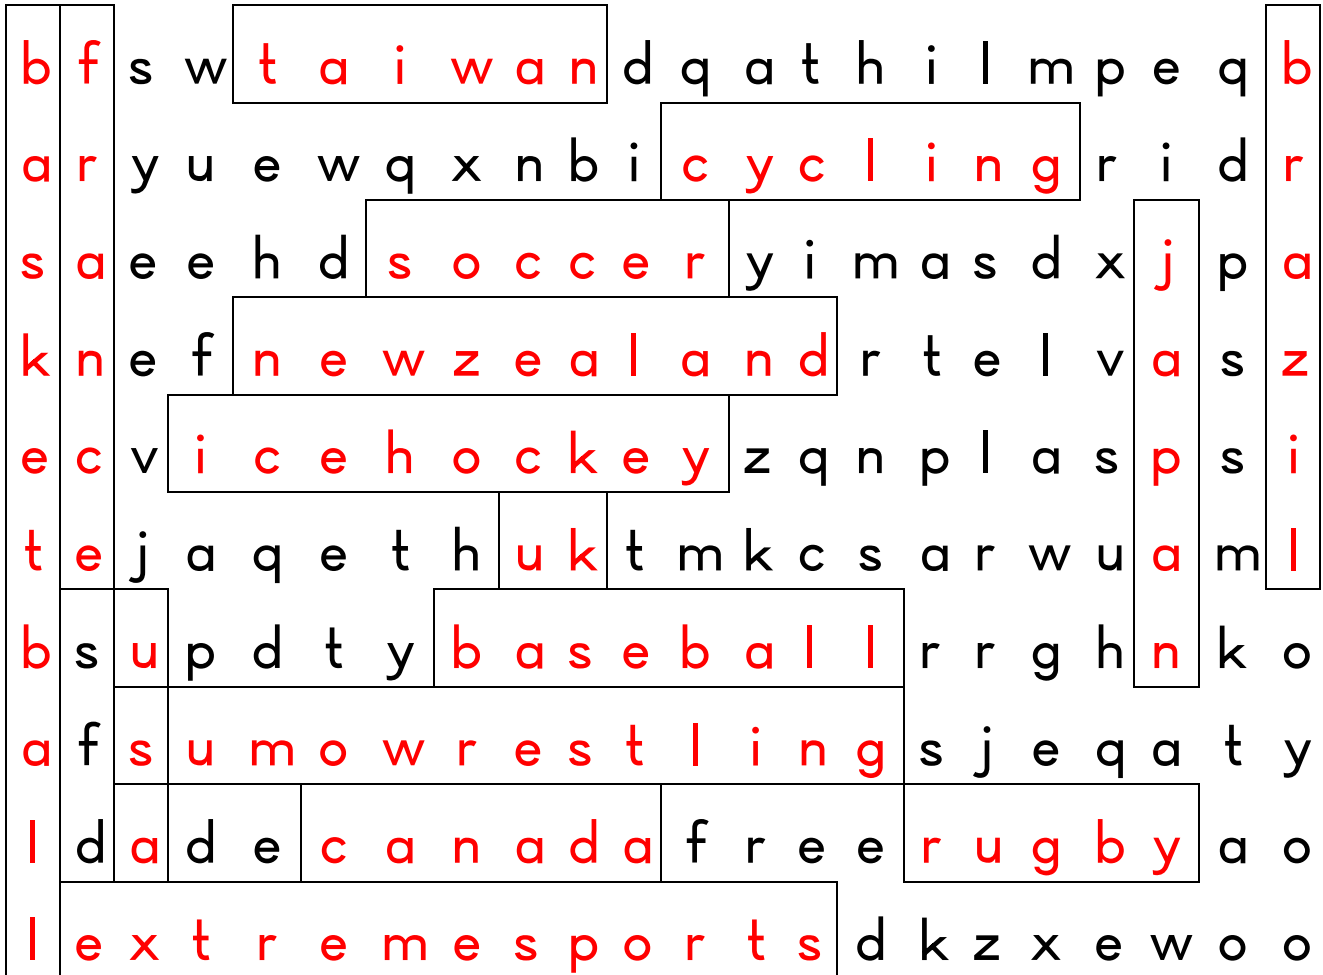 b f s w t a i w a n d q a t h i l m p e q b
a r y u e w q x n b i c y c l i n g r i d r
s a e e h d s o c c e r y i m a s d x j p a
k n e f n e w z e a l a n d r t e l v a s z
e c v i c e h o c k e y z q n p l a s p s i
t e j a q e t h u k t m k c s a r w u a m l
b s u p d t y b a s e b a l l r r g h n k o
a f s u m o w r e s t l i n g s j e q a t y
l d a d e c a n a d a f r e e r u g b y a o
l e x t r e m e s p o r t s d k z x e w o o